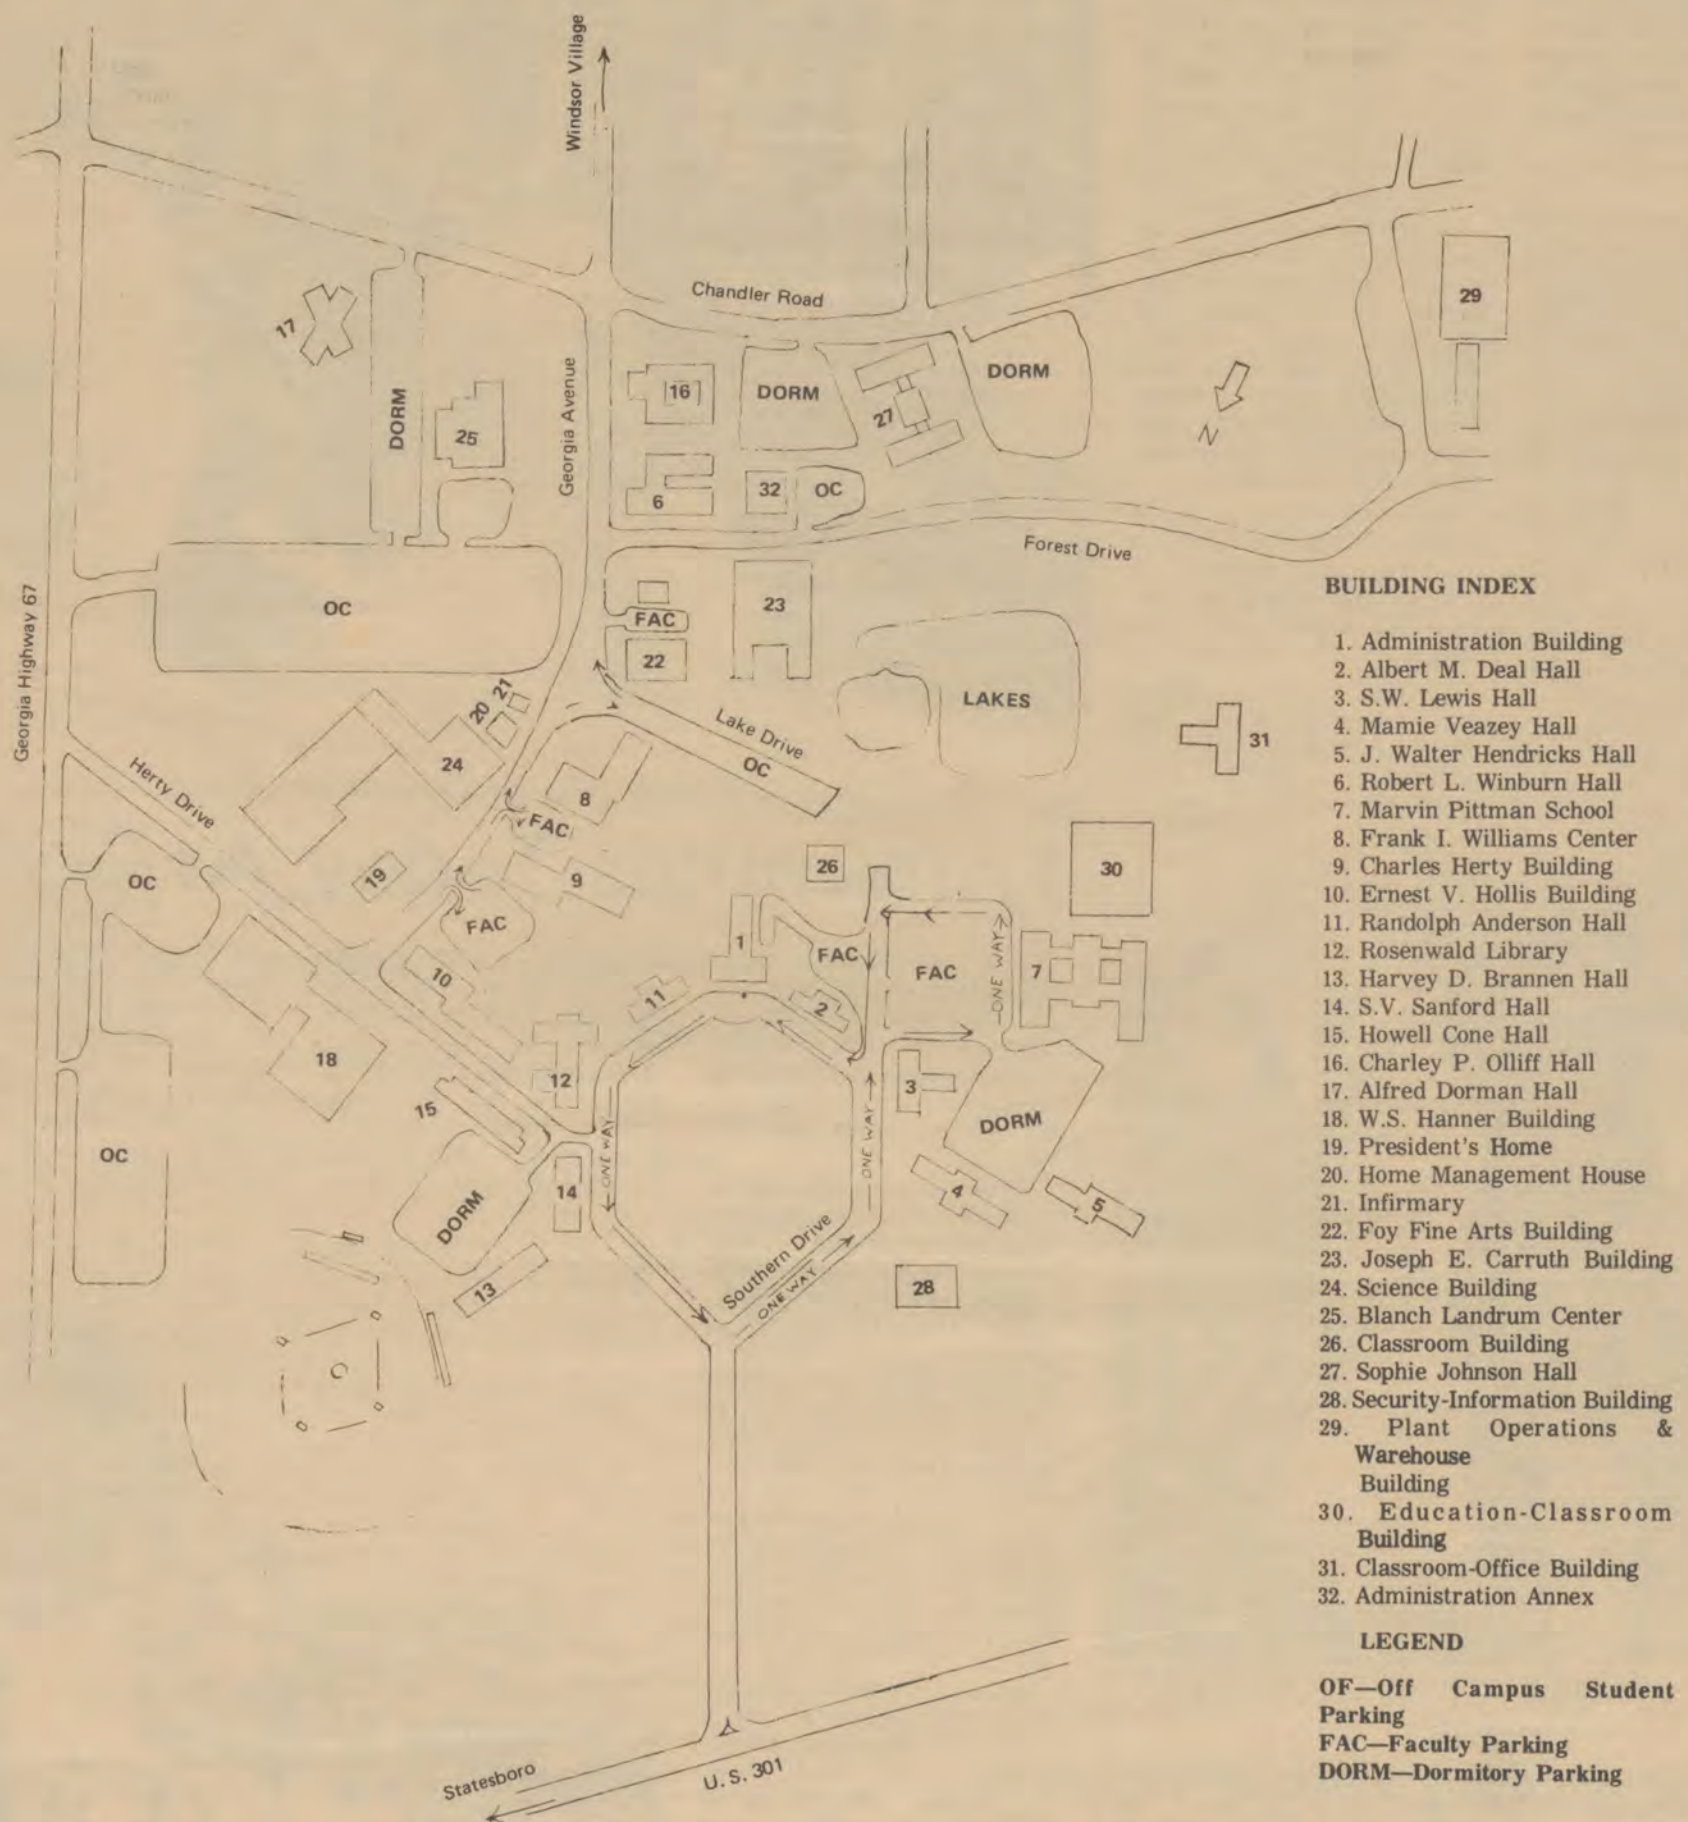 Windsor Village
Chandler Road
17
DORM
25
Georgia Avenue
16
DORM
27
DORM
N
29
6
32
OC
Forest Drive
Georgia Highway 67
OC
FAC
22
23
LAKES
31
20
21
Lake Drive
OC
24
8
FAC
Herty Drive
OC
19
9
FAC
26
30
1
FAC
FAC
ONE WAY
7
10
11
2
18
12
3
15
ONE WAY
ONE WAY
DORM
OC
14
DORM
4
5
13
Southern Drive
ONE WAY
28
Statesboro
U.S. 301
BUILDING INDEX
1. Administration Building
2. Albert M. Deal Hall
3. S.W. Lewis Hall
4. Mamie Veazey Hall
5. J. Walter Hendricks Hall
6. Robert L. Winburn Hall
7. Marvin Pittman School
8. Frank I. Williams Center
9. Charles Herty Building
10. Ernest V. Hollis Building
11. Randolph Anderson Hall
12. Rosenwald Library
13. Harvey D. Brannen Hall
14. S.V. Sanford Hall
15. Howell Cone Hall
16. Charley P. Olliff Hall
17. Alfred Dorman Hall
18. W.S. Hanner Building
19. President's Home
20. Home Management House
21. Infirmary
22. Foy Fine Arts Building
23. Joseph E. Carruth Building
24. Science Building
25. Blanch Landrum Center
26. Classroom Building
27. Sophie Johnson Hall
28. Security-Information Building
29. Plant Operations &
Warehouse
Building
30. Education-Classroom
Building
31. Classroom-Office Building
32. Administration Annex
LEGEND
OF—Off Campus Student
Parking
FAC—Faculty Parking
DORM—Dormitory Parking